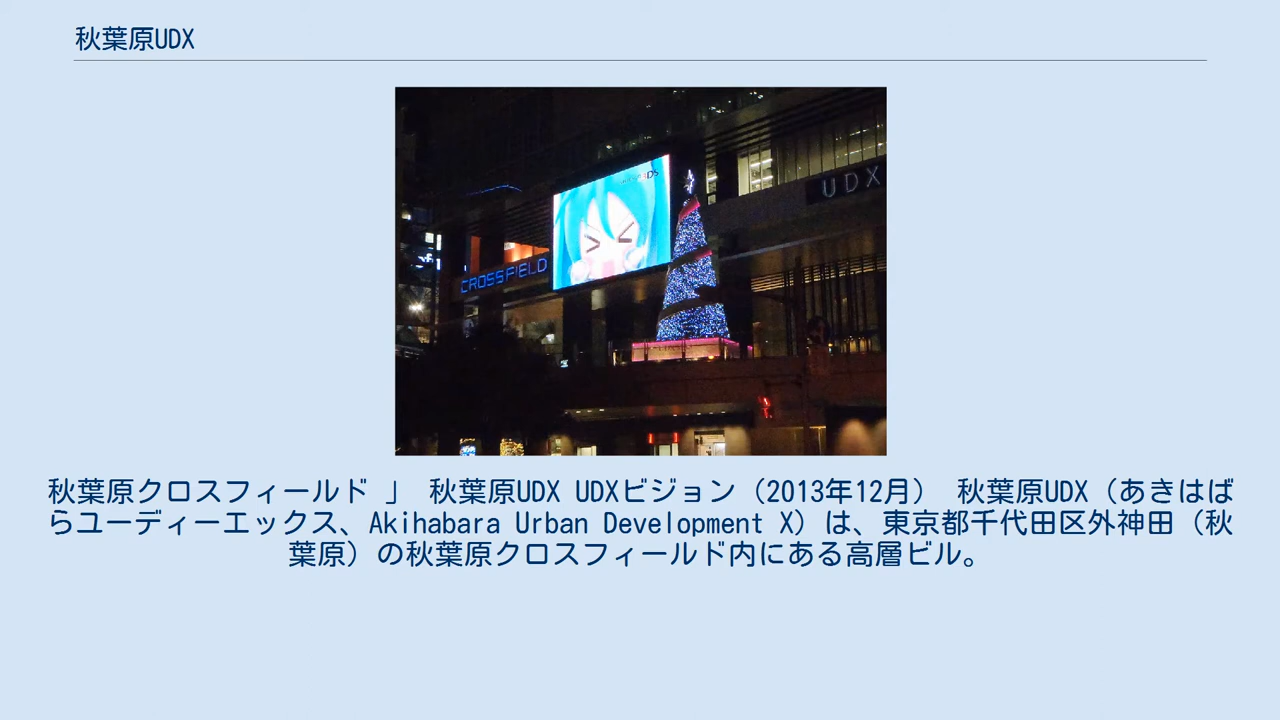 秋葉原UDX
UDX
CROSSFIELD
秋葉原クロスフィールド 」 秋葉原UDX UDXビジョン（2013年12月） 秋葉原UDX（あきはば
らユーディーエックス、Akihabara Urban Development X）は、東京都千代田区外神田（秋
葉原）の秋葉原クロスフィールド内にある高層ビル。